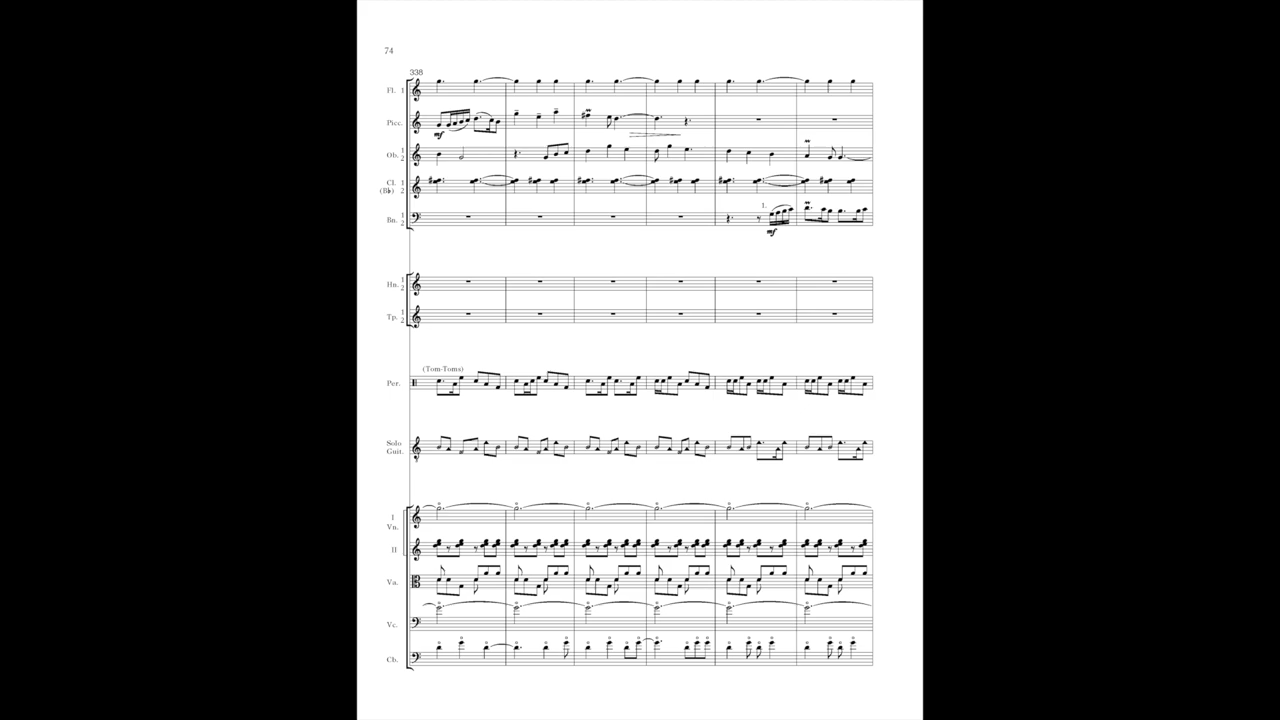 74
338
Fl. 1
Picc.
mf
Ob. 1 2
Cl. 1
(B♭) 2
1.
Bn. 1 2
mf
Hn. 1 2
Tp. 1 2
(Tom-Toms)
Per.
Solo
Guit.
I
Vn.
II
Va.
Vc.
Cb.